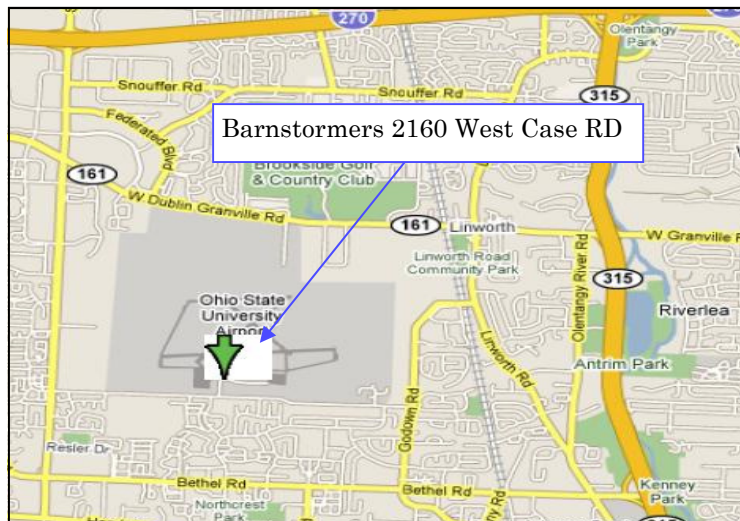 270
Olentangy
Park
Snouffer Rd
Snouffer Rd
315
Federated Blvd
Barnstormers 2160 West Case RD
Brookside Golf
& Country Club
161
W Dublin Granville Rd
161
Linworth
W Granville R
Linworth Road
Community Park
Olentangy River Rd
315
Ohio State
University
Airport
Riverlea
Linworth Rd
Antrim Park
Godown Rd
Resler Dr
Bethel Rd
Bethel Rd
Kenney
Park
Northcrest
Park